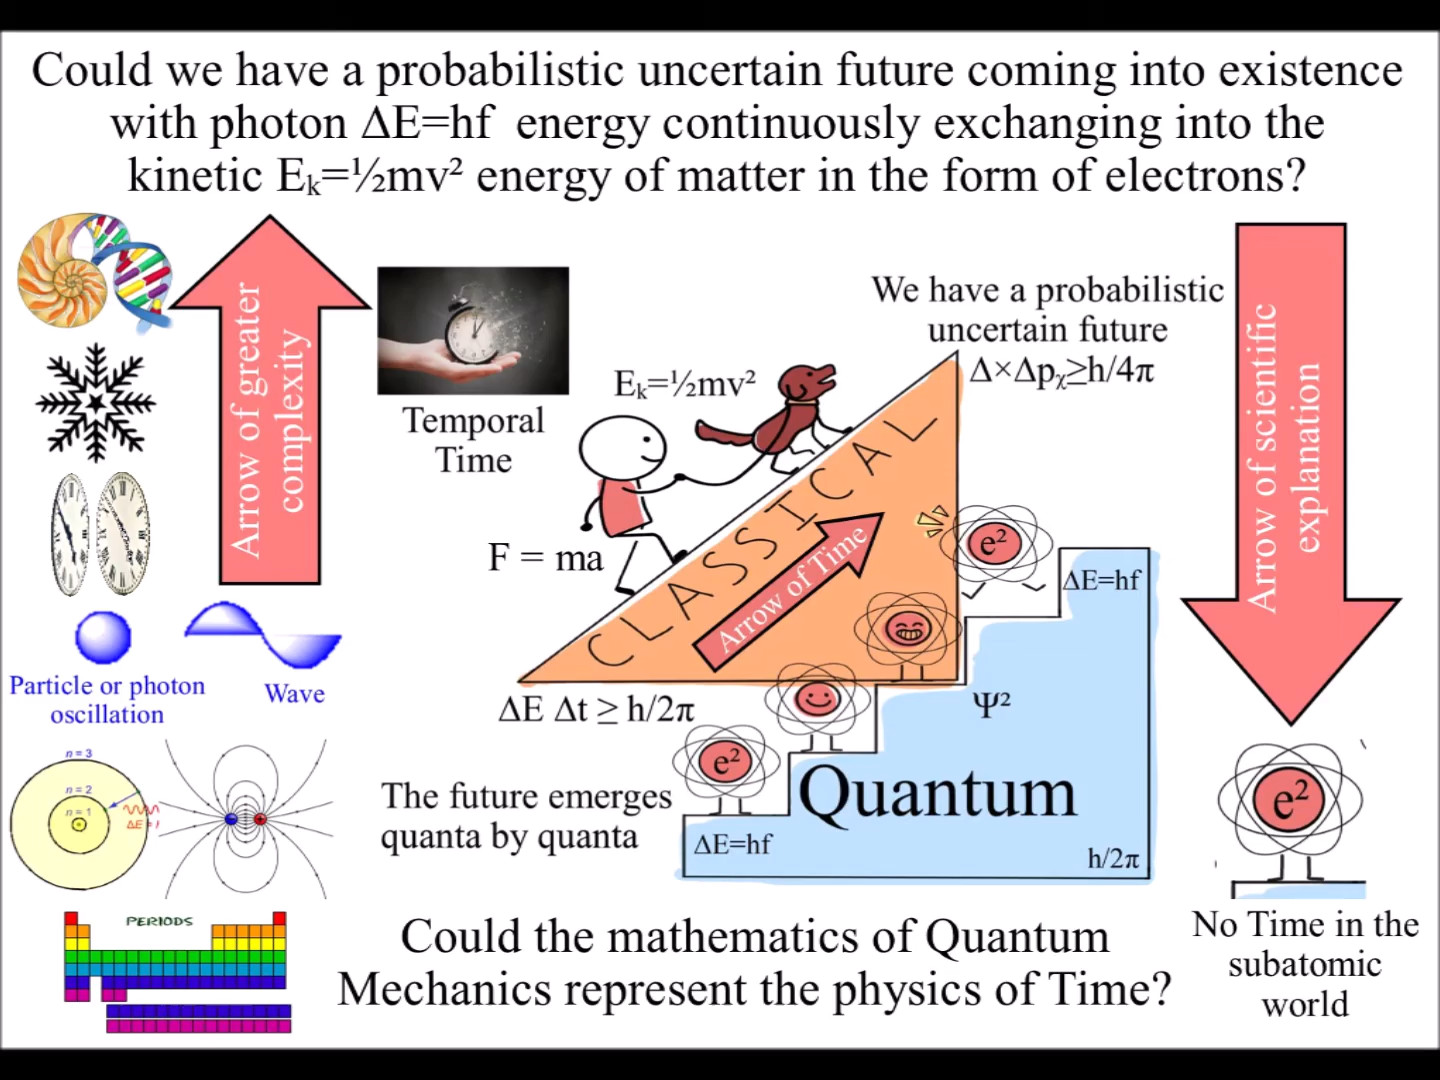 Could we have a probabilistic uncertain future coming into existence
with photon ΔE=hf energy continuously exchanging into the
kinetic Eₖ=½mv² energy of matter in the form of electrons?
Arrow of greater
complexity
Temporal
Time
Eₖ=½mv²
F = ma
We have a probabilistic
uncertain future
Δ×Δpᵪ≥h/4π
Arrow of scientific
explanation
CLASSICAL
Arrow of Time
e²
ΔE=hf
Particle or photon
oscillation
Wave
ΔE Δt ≥ h/2π
Ψ²
e²
The future emerges
quanta by quanta
Quantum
ΔE=hf
h/2π
n = 3
n = 2
n = 1
e²
PERIODS
Could the mathematics of Quantum
Mechanics represent the physics of Time?
No Time in the
subatomic
world